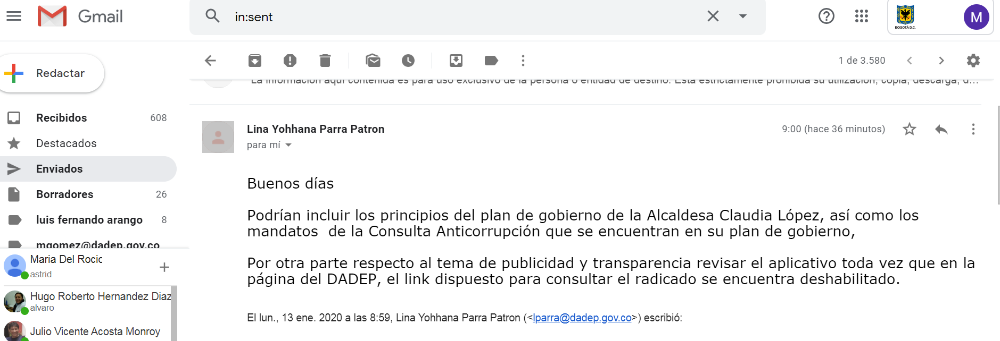 Gmail
in:sent
BOGOTÁ D.C.
M
Redactar
1 de 3.580
La información aquí contenida es para uso exclusivo de la persona o entidad de destino. Está estrictamente prohibida su utilización, copia, descarga, d...
Recibidos 608
Destacados
Enviados
Borradores 26
luis fernando arango 8
mgomez@dadep.gov.co
Maria Del Rocic
astrid
Hugo Roberto Hernandez Diaz
alvaro
Julio Vicente Acosta Monroy
Lina Yohhana Parra Patron
9:00 (hace 36 minutos)
para mí
Buenos días
Podrían incluir los principios del plan de gobierno de la Alcaldesa Claudia López, así como los
mandatos  de la Consulta Anticorrupción que se encuentran en su plan de gobierno,
Por otra parte respecto al tema de publicidad y transparencia revisar el aplicativo toda vez que en la
página del DADEP, el link dispuesto para consultar el radicado se encuentra deshabilitado.
El lun., 13 ene. 2020 a las 8:59, Lina Yohhana Parra Patron (<lparra@dadep.gov.co>) escribió: